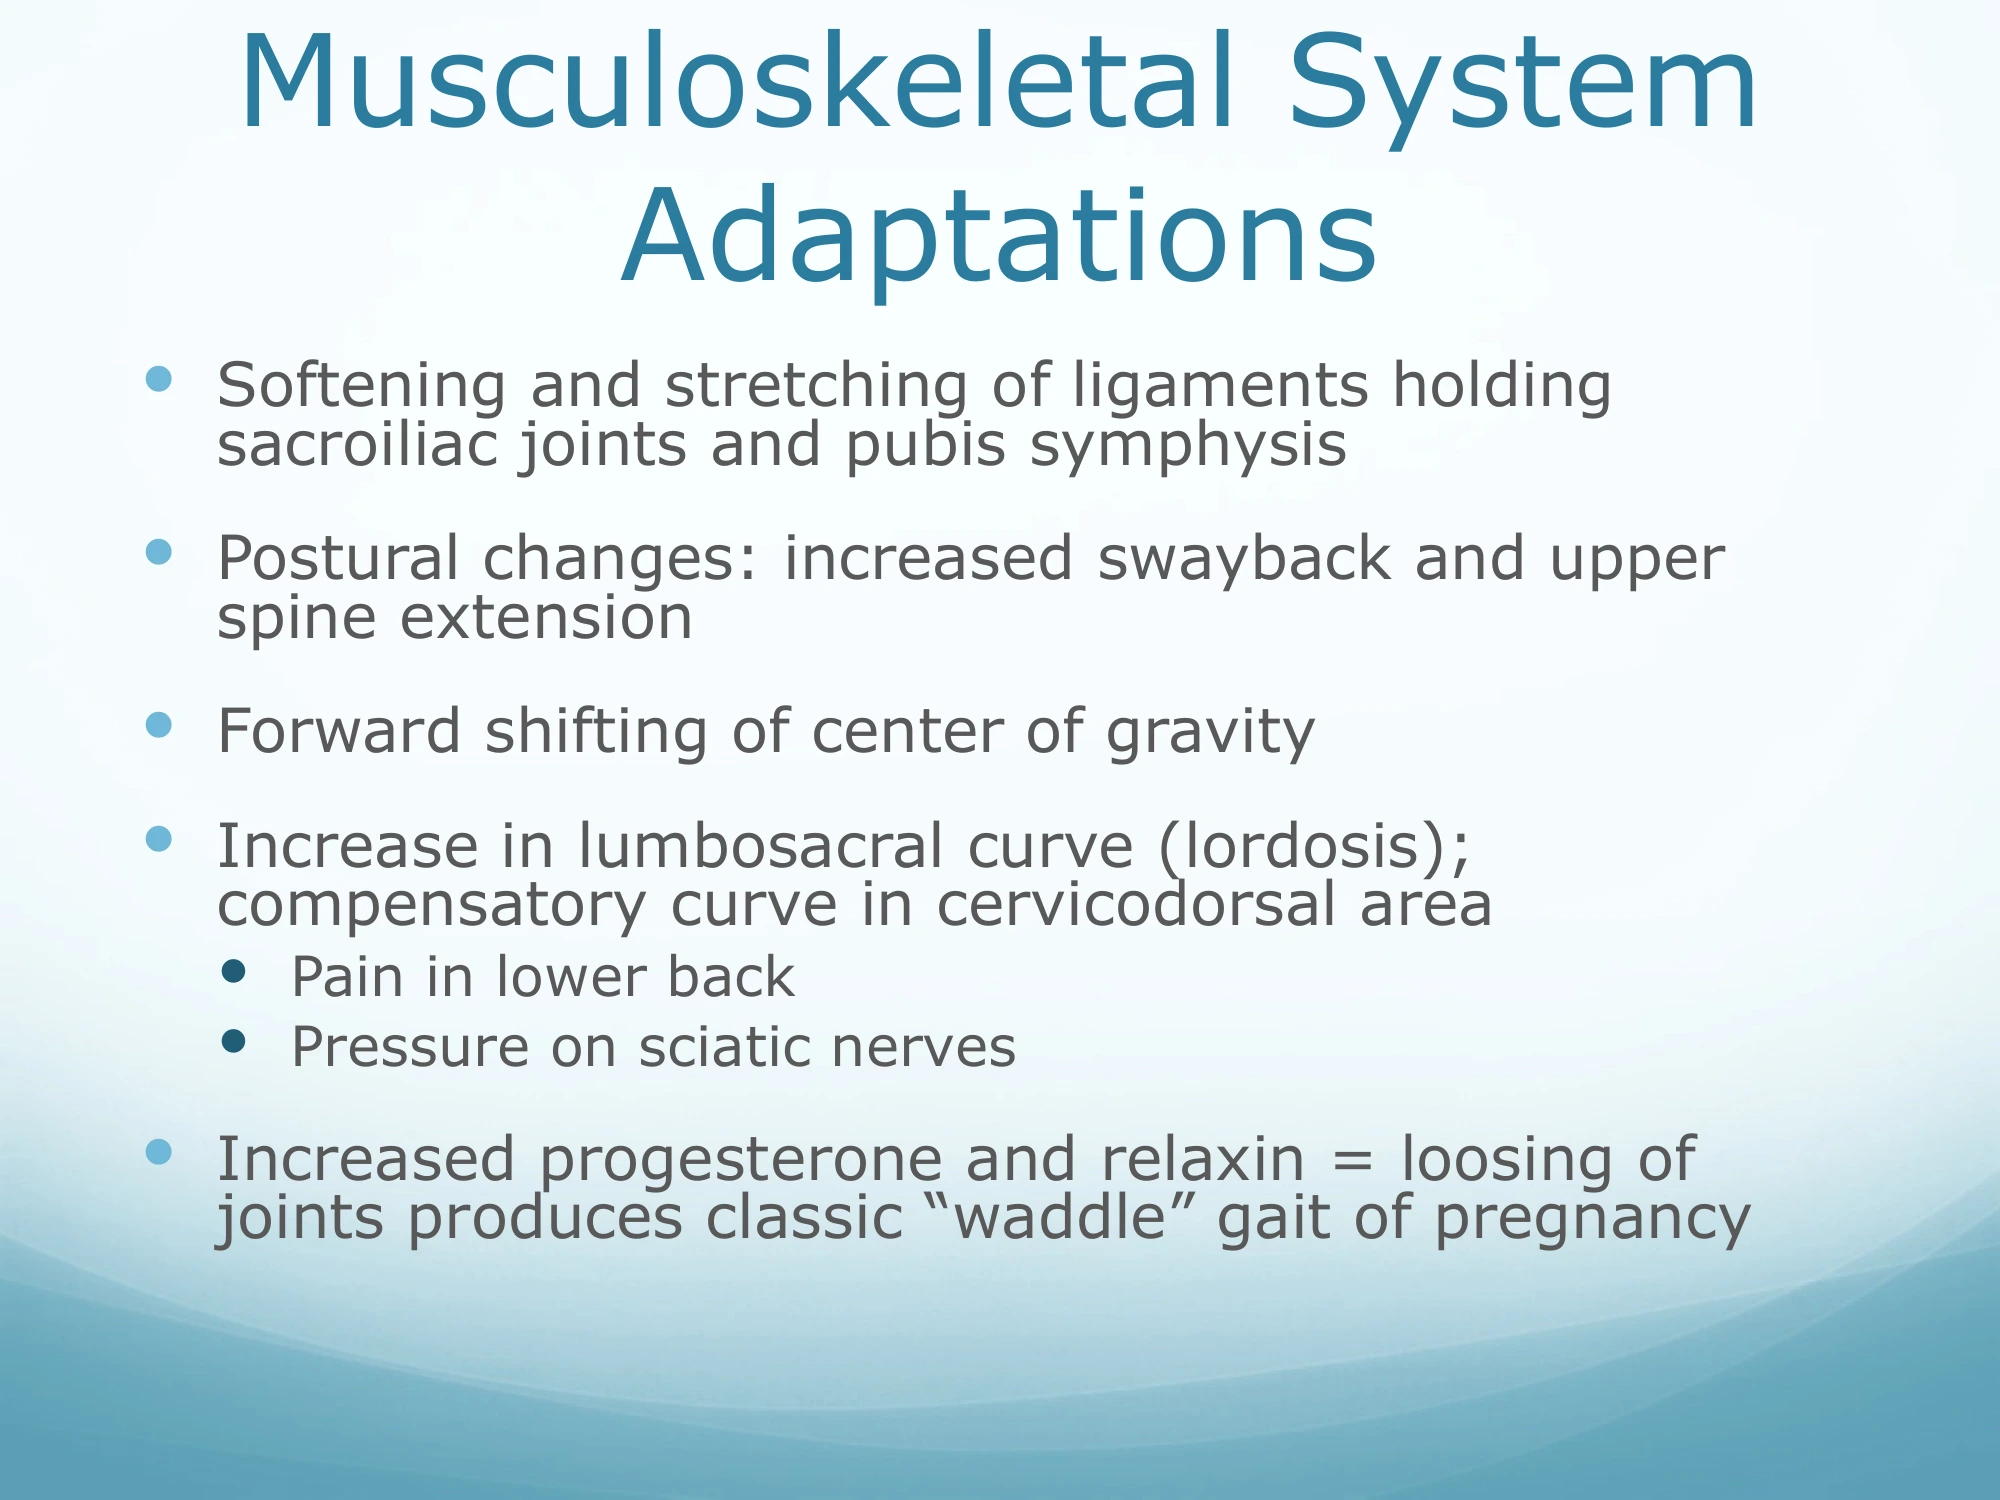 Musculoskeletal System
Adaptations
• Softening and stretching of ligaments holding
sacroiliac joints and pubis symphysis
• Postural changes: increased swayback and upper
spine extension
• Forward shifting of center of gravity
• Increase in lumbosacral curve (lordosis);
compensatory curve in cervicodorsal area
• Pain in lower back
• Pressure on sciatic nerves
• Increased progesterone and relaxin = loosing of
joints produces classic “waddle” gait of pregnancy